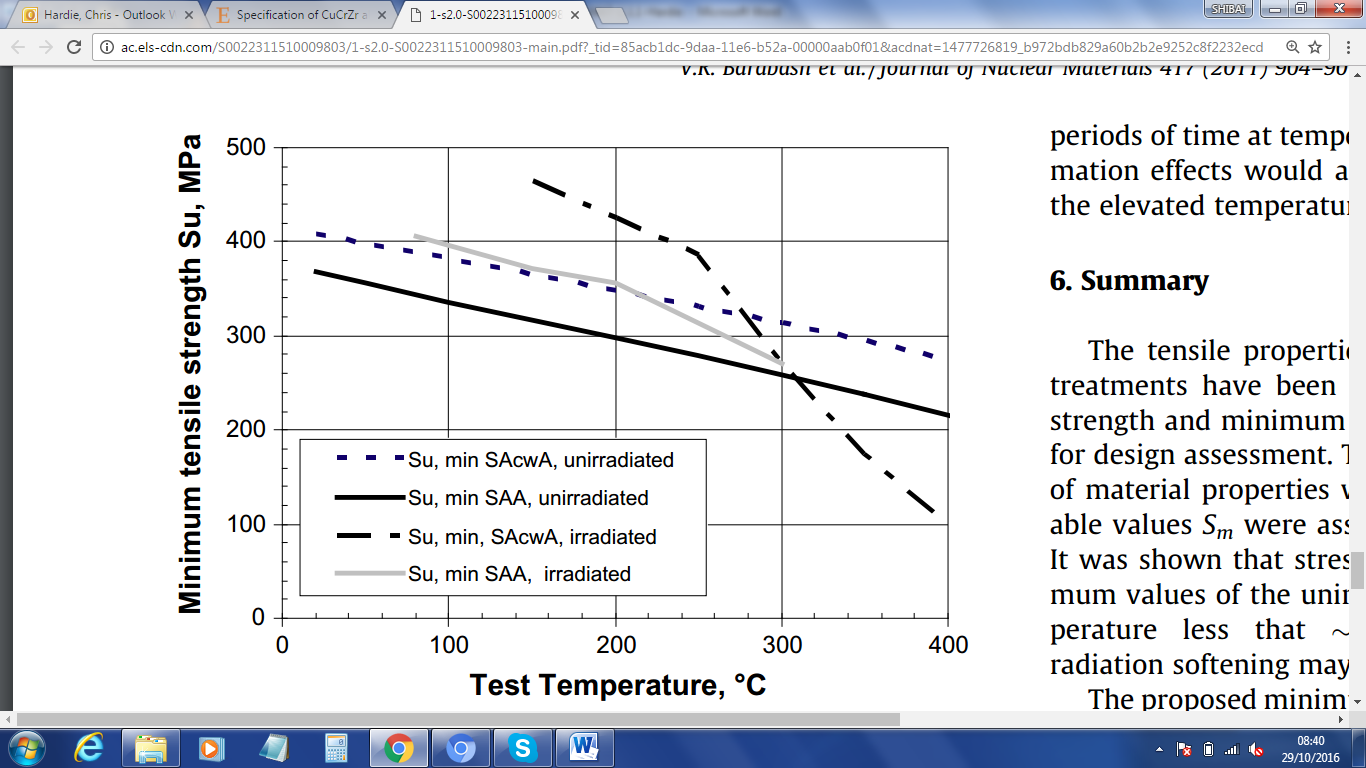 Hardie, Chris - Outlook
Specification of CuCrZr a
1-s2.0-S00223115100098
Microsoft Word
SHIBAI
ac.els-cdn.com/S0022311510009803/1-s2.0-S0022311510009803-main.pdf?_tid=85acb1dc-9daa-11e6-b52a-00000aab0f01&acdnat=1477726819_b972bdb829a60b2b2e9252c8f2232ecd
V.R. Barabash et al. / Journal of Nuclear Materials 417 (2011) 904–90
Minimum tensile strength Su, MPa
500
400
300
200
100
0
Su, min SAcwA, unirradiated
Su, min SAA, unirradiated
Su, min, SAcwA, irradiated
Su, min SAA, irradiated
0 100 200 300 400
Test Temperature, °C
periods of time at tempe
mation effects would a
the elevated temperatu
6. Summary
The tensile properti
treatments have been
strength and minimum
for design assessment. T
of material properties w
able values Sm were ass
It was shown that stres
mum values of the unir
perature less that ~
radiation softening may
The proposed minim
08:40
29/10/2016